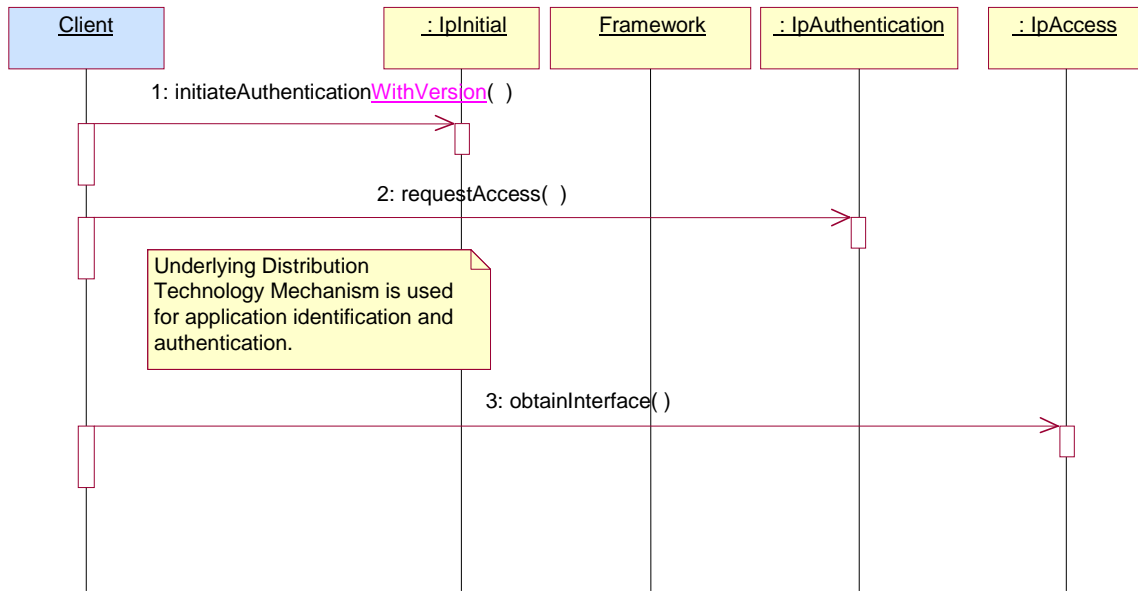 Client
: IpInitial
Framework
: IpAuthentication
: IpAccess
1: initiateAuthenticationWithVersion(  )
2: requestAccess(  )
Underlying Distribution
Technology Mechanism is used
for application identification and
authentication.
3: obtainInterface( )